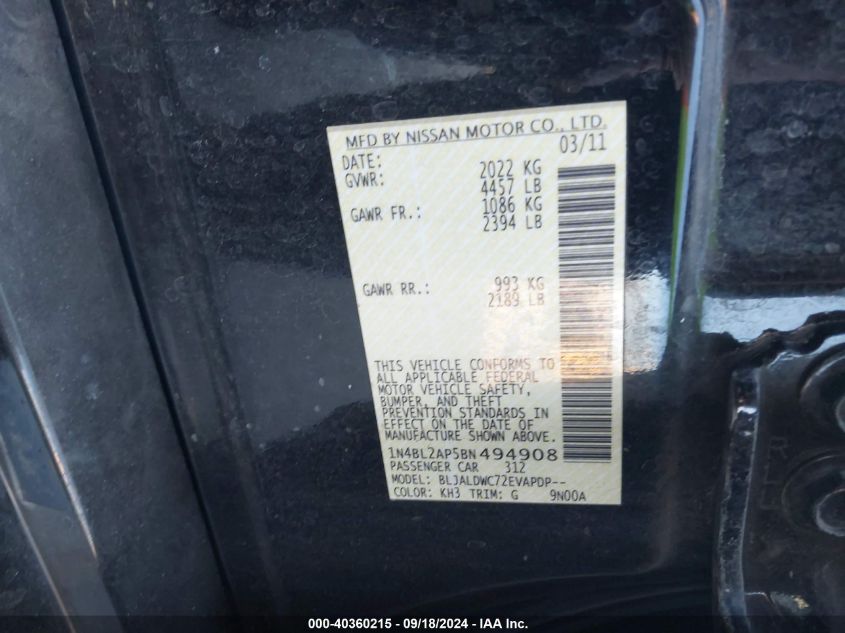 MFD BY NISSAN MOTOR CO., LTD.
DATE: 03/11
GVWR: 2022 KG
4457 LB
GAWR FR.: 1086 KG
2394 LB
GAWR RR.: 993 KG
2189 LB
THIS VEHICLE CONFORMS TO
ALL APPLICABLE FEDERAL
MOTOR VEHICLE SAFETY,
BUMPER, AND THEFT
PREVENTION STANDARDS IN
EFFECT ON THE DATE OF
MANUFACTURE SHOWN ABOVE.
1N4BL2AP5BN494908
PASSENGER CAR 312
MODEL: BLJALDWC72EVAPDP--
COLOR: KH3 TRIM: G 9N00A
000-40360215 - 09/18/2024 - IAA Inc.